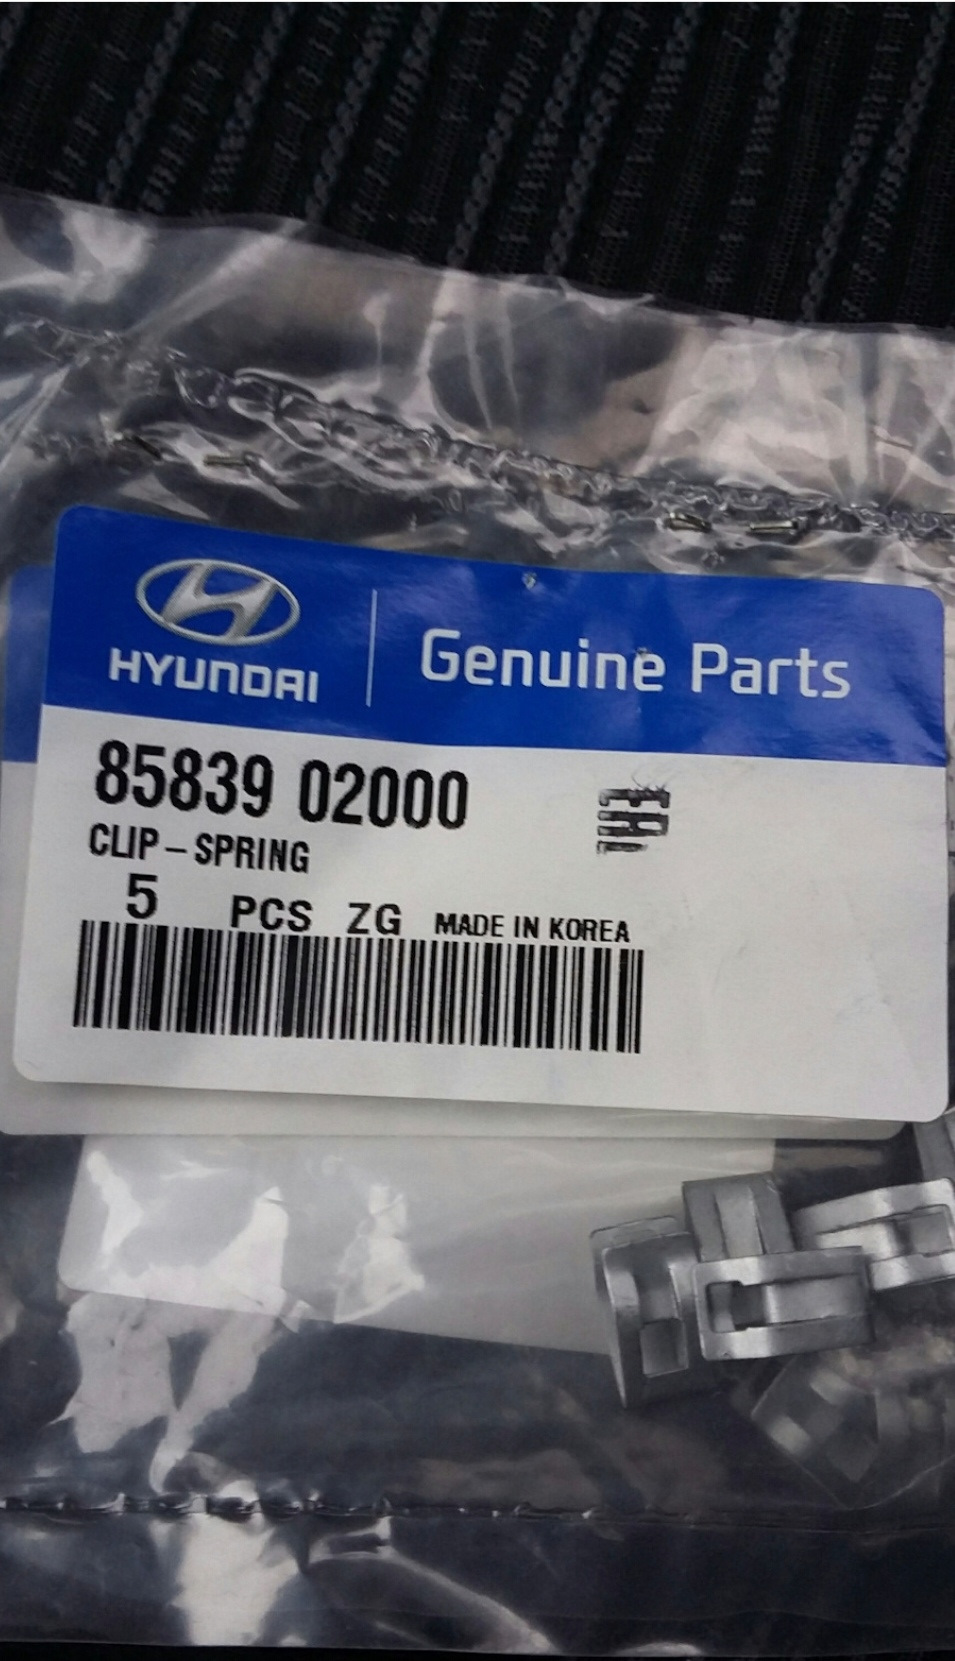 HYUNDAI
Genuine Parts
85839 02000
CLIP – SPRING
5 PCS ZG MADE IN KOREA